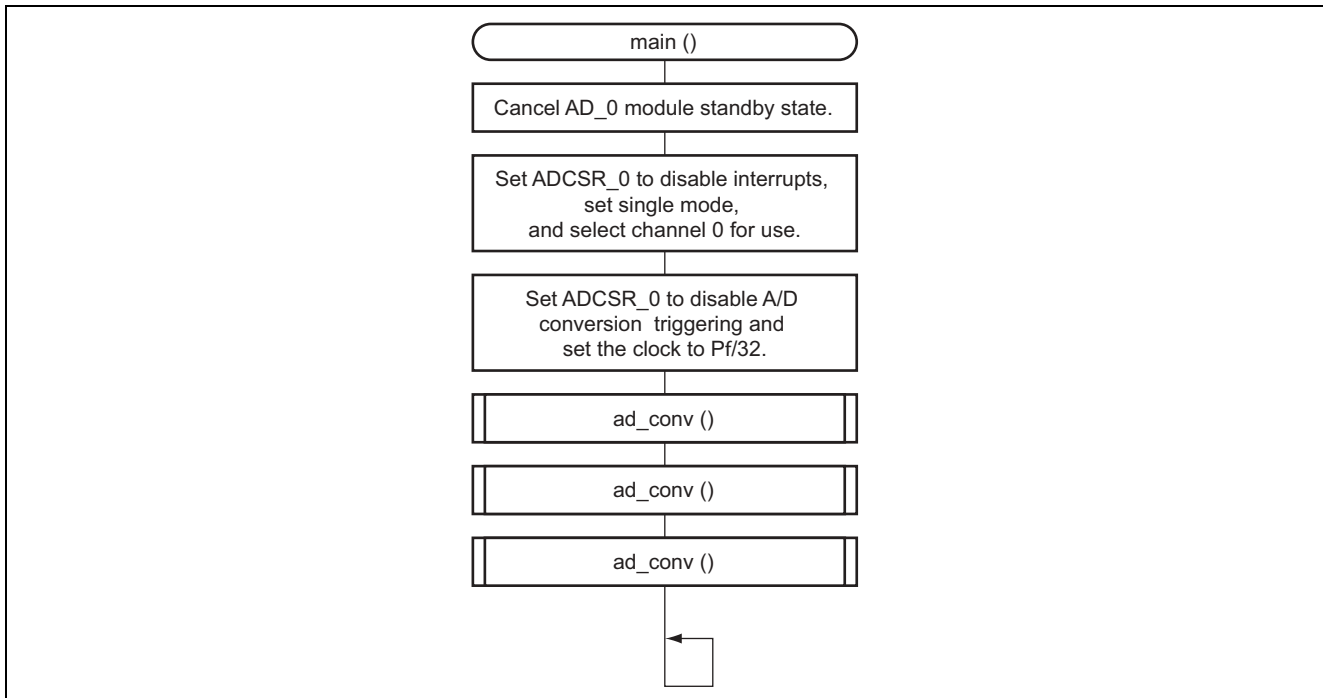 main ()
Cancel AD_0 module standby state.
Set ADCSR_0 to disable interrupts,
set single mode,
and select channel 0 for use.
Set ADCSR_0 to disable A/D
conversion  triggering and
set the clock to Pf/32.
ad_conv ()
ad_conv ()
ad_conv ()